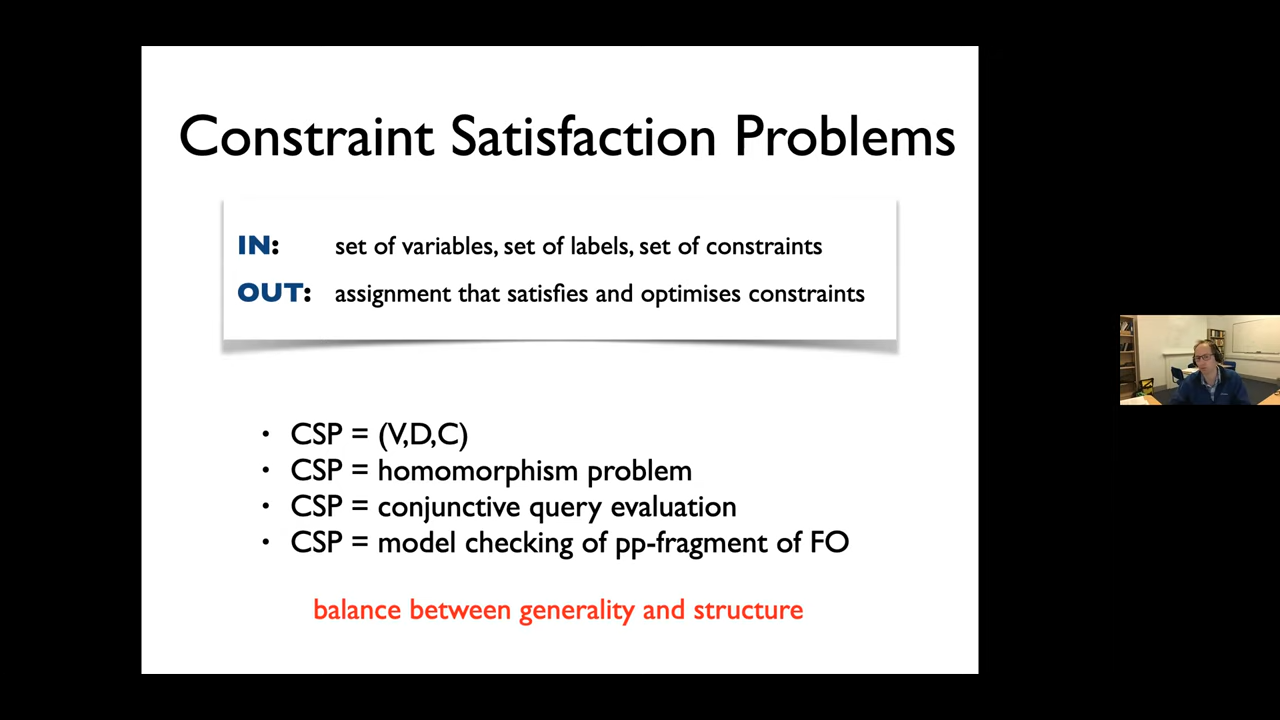 Constraint Satisfaction Problems
IN: set of variables, set of labels, set of constraints
OUT: assignment that satisfies and optimises constraints
• CSP = (V,D,C)
• CSP = homomorphism problem
• CSP = conjunctive query evaluation
• CSP = model checking of pp-fragment of FO
balance between generality and structure